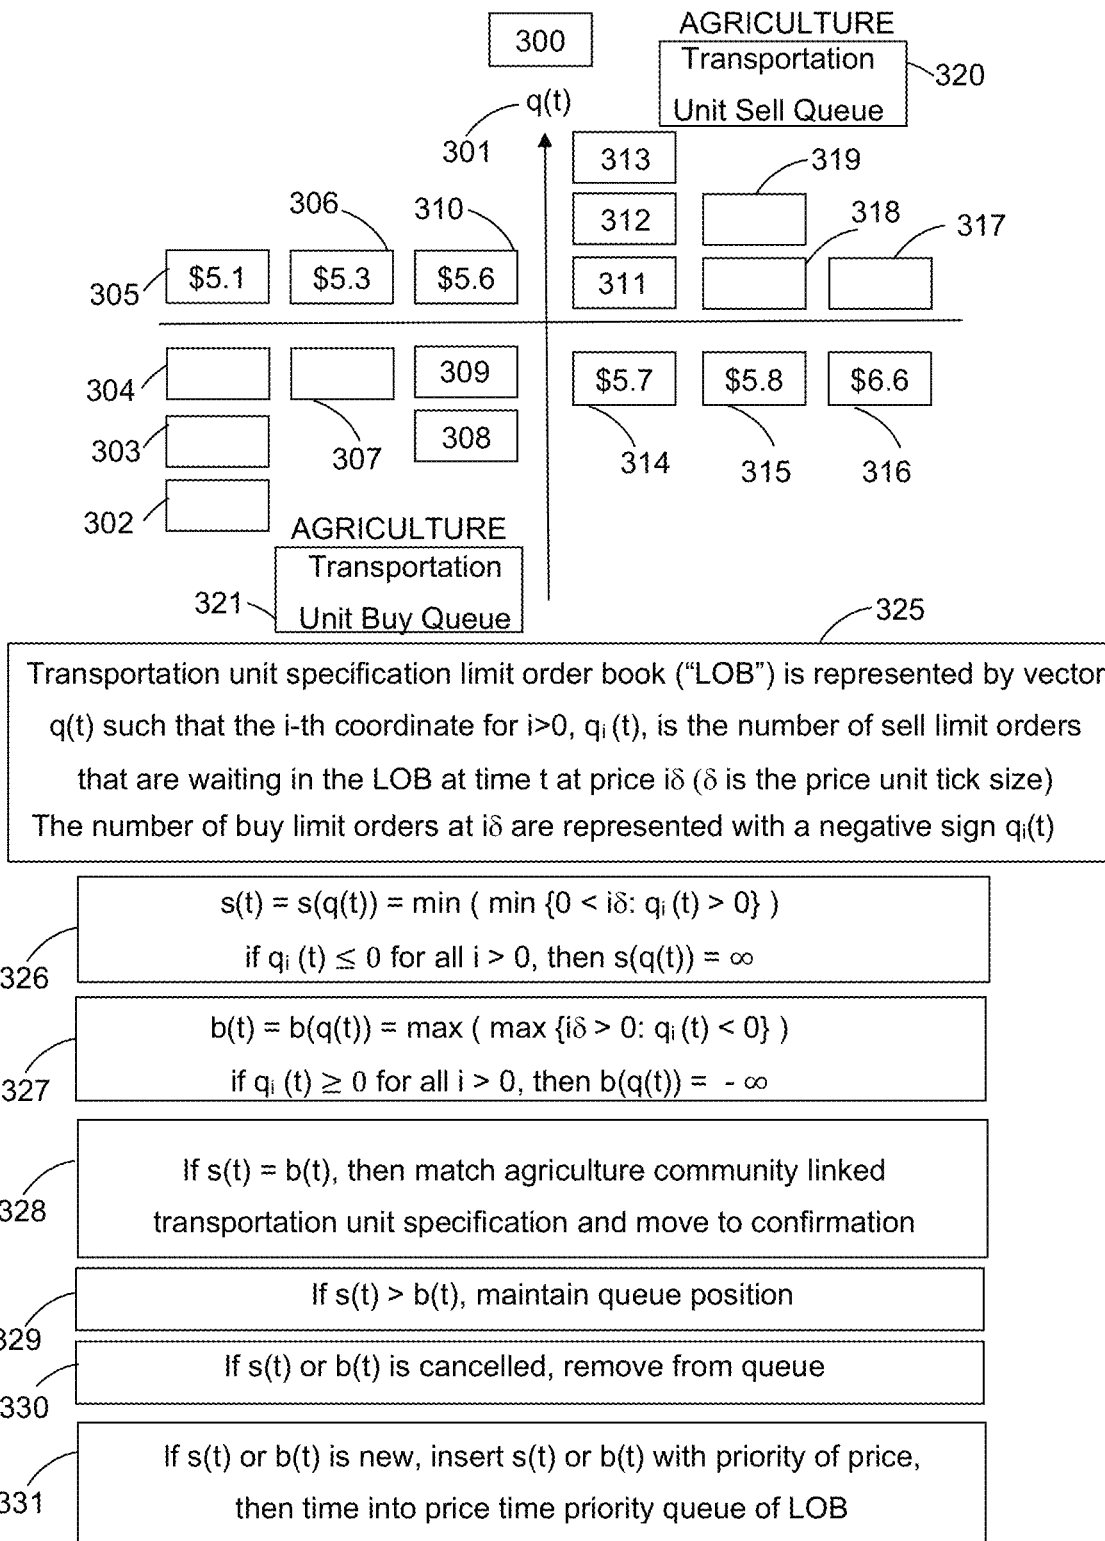 300
AGRICULTURE
Transportation
Unit Sell Queue
320
q(t)
301
313
319
306
310
312
318
317
305
$5.1
$5.3
$5.6
311
304
309
$5.7
$5.8
$6.6
303
307
308
314
315
316
302
AGRICULTURE
Transportation
Unit Buy Queue
321
325
Transportation unit specification limit order book (“LOB”) is represented by vector
q(t) such that the i-th coordinate for i>0, qi (t), is the number of sell limit orders
that are waiting in the LOB at time t at price iδ (δ is the price unit tick size)
The number of buy limit orders at iδ are represented with a negative sign qi(t)
s(t) = s(q(t)) = min ( min {0 < iδ: qi (t) > 0} )
if qi (t) ≤ 0 for all i > 0, then s(q(t)) = ∞
326
b(t) = b(q(t)) = max ( max {iδ > 0: qi (t) < 0} )
if qi (t) ≥ 0 for all i > 0, then b(q(t)) = - ∞
327
If s(t) = b(t), then match agriculture community linked
transportation unit specification and move to confirmation
328
If s(t) > b(t), maintain queue position
329
If s(t) or b(t) is cancelled, remove from queue
330
If s(t) or b(t) is new, insert s(t) or b(t) with priority of price,
then time into price time priority queue of LOB
331